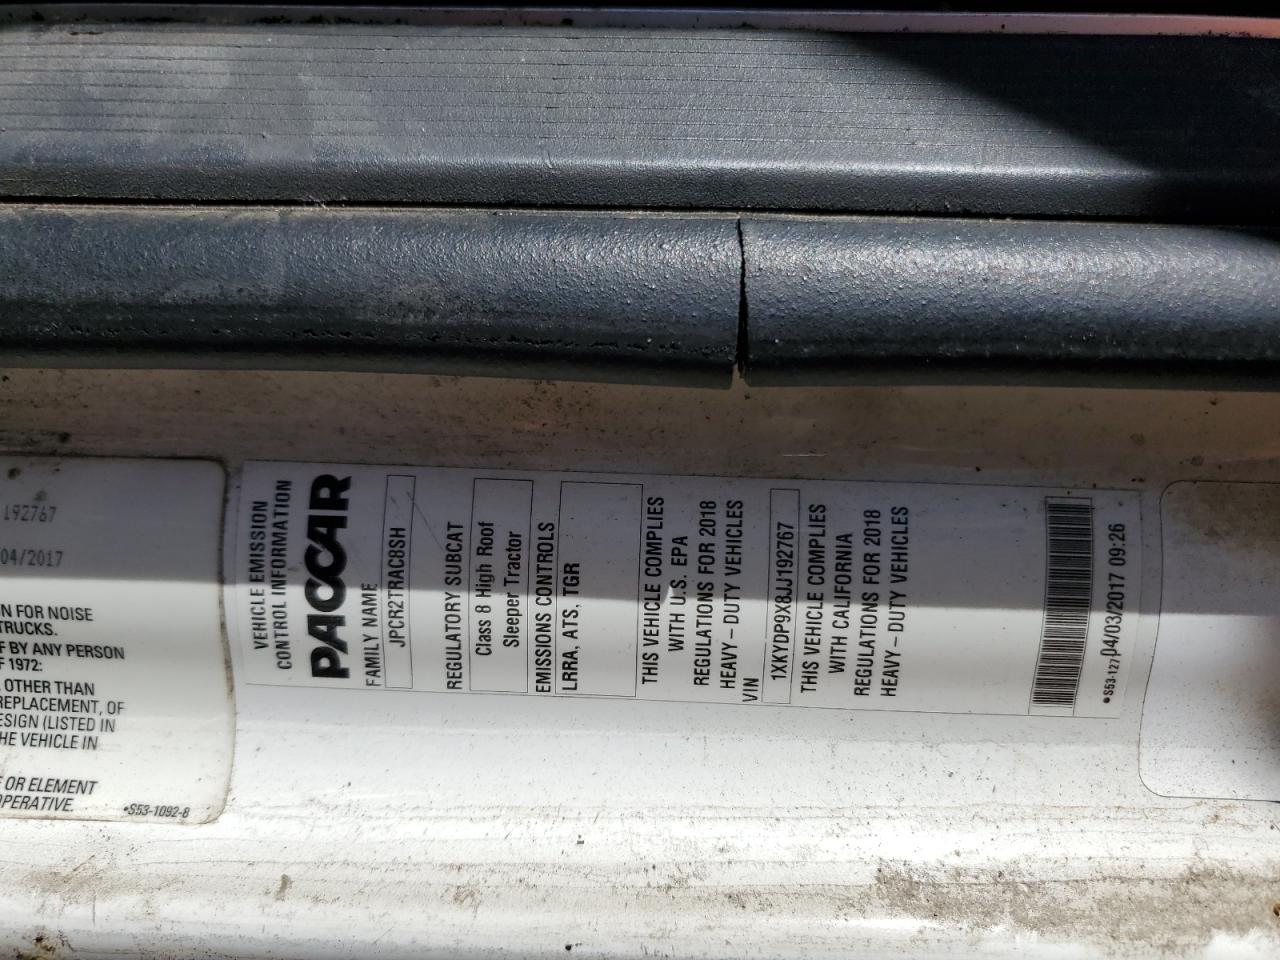 192767
04/2017
N FOR NOISE
TRUCKS.
F BY ANY PERSON
F 1972:
OTHER THAN
REPLACEMENT, OF
ESIGN (LISTED IN
HE VEHICLE IN
OR ELEMENT
OPERATIVE.
•S53-1092-8
VEHICLE EMISSION
CONTROL INFORMATION
PACCAR
FAMILY NAME
JPCR2TRAC8SH
REGULATORY SUBCAT
Class 8 High Roof
Sleeper Tractor
EMISSIONS CONTROLS
LRRA, ATS, TGR
THIS VEHICLE COMPLIES
WITH U.S. EPA
REGULATIONS FOR 2018
HEAVY – DUTY VEHICLES
VIN
1XKYDP9X8JJ192767
THIS VEHICLE COMPLIES
WITH CALIFORNIA
REGULATIONS FOR 2018
HEAVY – DUTY VEHICLES
•S53-127
04/03/2017 09:26